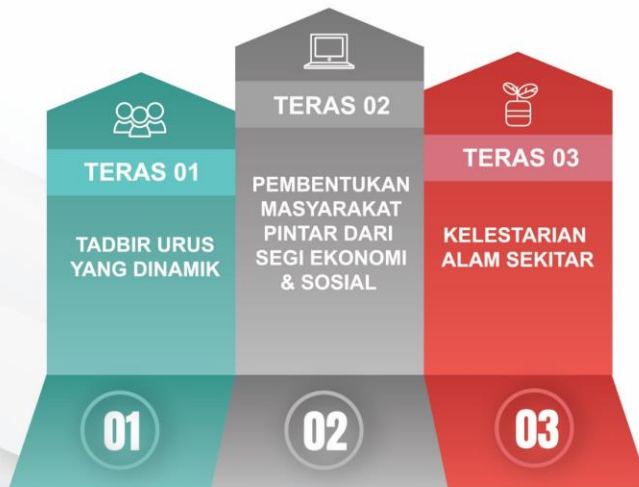 TERAS 01
TADBIR URUS
YANG DINAMIK
01
TERAS 02
PEMBENTUKAN
MASYARAKAT
PINTAR DARI
SEGI EKONOMI
& SOSIAL
02
TERAS 03
KELESTARIAN
ALAM SEKITAR
03